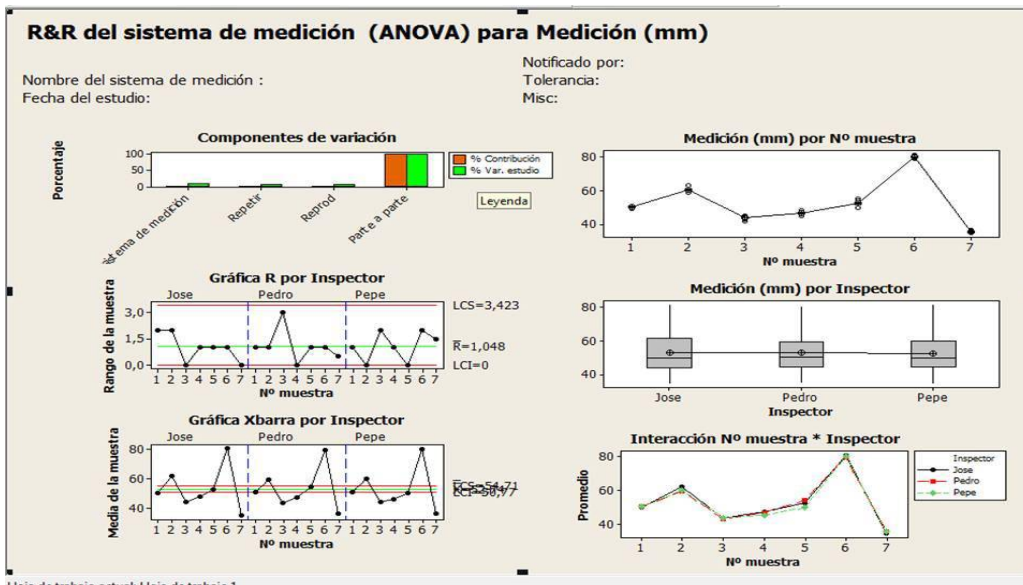 R&R del sistema de medición (ANOVA) para Medición (mm)
Nombre del sistema de medición :
Fecha del estudio:
Notificado por:
Tolerancia:
Misc:
Componentes de variación
Porcentaje
100
50
0
% Contribución
% Var. estudio
Leyenda
Repetir
Reprod
Parte a parte
Medición (mm) por Nº muestra
80
60
40
1 2 3 4 5 6 7
Nº muestra
Gráfica R por Inspector
Jose Pedro Pepe
Rango de la muestra
3,0
1,5
0,0
LCS=3,423
R=1,048
LCI=0
1 2 3 4 5 6 7 1 2 3 4 5 6 7 1 2 3 4 5 6 7
Nº muestra
Medición (mm) por Inspector
80
60
40
Jose Pedro Pepe
Inspector
Gráfica Xbarra por Inspector
Jose Pedro Pepe
Media de la muestra
80
60
40
1 2 3 4 5 6 7 1 2 3 4 5 6 7 1 2 3 4 5 6 7
Nº muestra
Interacción Nº muestra * Inspector
Promedio
80
60
40
1 2 3 4 5 6 7
Nº muestra
Inspector
Jose
Pedro
Pepe